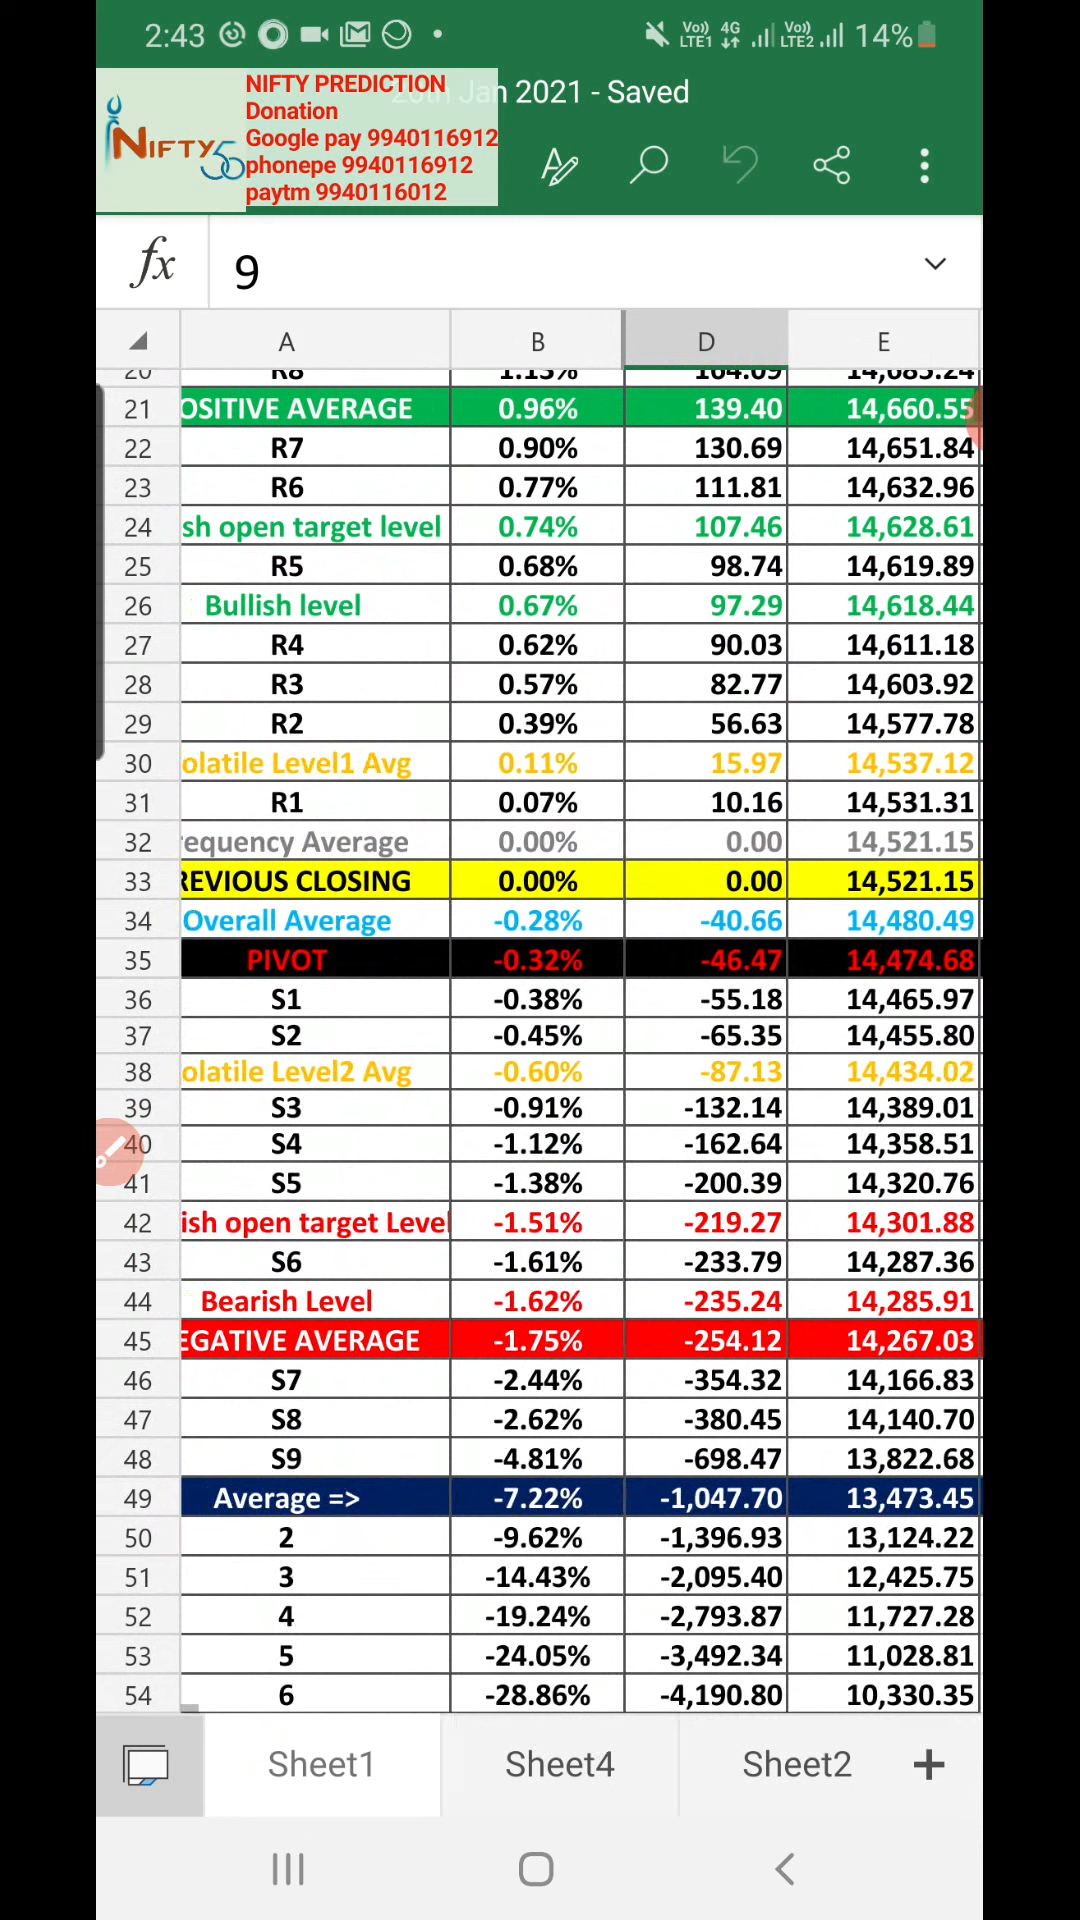 2:43 Vo)) LTE1 4G Vo)) LTE2 14%
NIFTY PREDICTION
Jan 2021 - Saved
Donation
Google pay 9940116912
NIFTY50
phonepe 9940116912
paytm 9940116012
fx 9
A B D E
20 R8 1.13% 164.09 14,685.24
21 OSITIVE AVERAGE 0.96% 139.40 14,660.55
22 R7 0.90% 130.69 14,651.84
23 R6 0.77% 111.81 14,632.96
24 sh open target level 0.74% 107.46 14,628.61
25 R5 0.68% 98.74 14,619.89
26 Bullish level 0.67% 97.29 14,618.44
27 R4 0.62% 90.03 14,611.18
28 R3 0.57% 82.77 14,603.92
29 R2 0.39% 56.63 14,577.78
30 olatile Level1 Avg 0.11% 15.97 14,537.12
31 R1 0.07% 10.16 14,531.31
32 requency Average 0.00% 0.00 14,521.15
33 REVIOUS CLOSING 0.00% 0.00 14,521.15
34 Overall Average -0.28% -40.66 14,480.49
35 PIVOT -0.32% -46.47 14,474.68
36 S1 -0.38% -55.18 14,465.97
37 S2 -0.45% -65.35 14,455.80
38 olatile Level2 Avg -0.60% -87.13 14,434.02
39 S3 -0.91% -132.14 14,389.01
40 S4 -1.12% -162.64 14,358.51
41 S5 -1.38% -200.39 14,320.76
42 ish open target Level -1.51% -219.27 14,301.88
43 S6 -1.61% -233.79 14,287.36
44 Bearish Level -1.62% -235.24 14,285.91
45 EGATIVE AVERAGE -1.75% -254.12 14,267.03
46 S7 -2.44% -354.32 14,166.83
47 S8 -2.62% -380.45 14,140.70
48 S9 -4.81% -698.47 13,822.68
49 Average => -7.22% -1,047.70 13,473.45
50 2 -9.62% -1,396.93 13,124.22
51 3 -14.43% -2,095.40 12,425.75
52 4 -19.24% -2,793.87 11,727.28
53 5 -24.05% -3,492.34 11,028.81
54 6 -28.86% -4,190.80 10,330.35
Sheet1 Sheet4 Sheet2 +